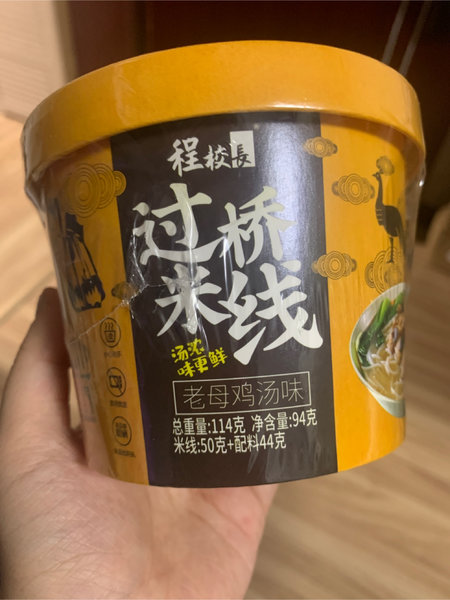 程校長
过桥
米线
汤浓
味更鲜
老母鸡汤味
总重量:114克 净含量:94克
米线:50克+配料44克